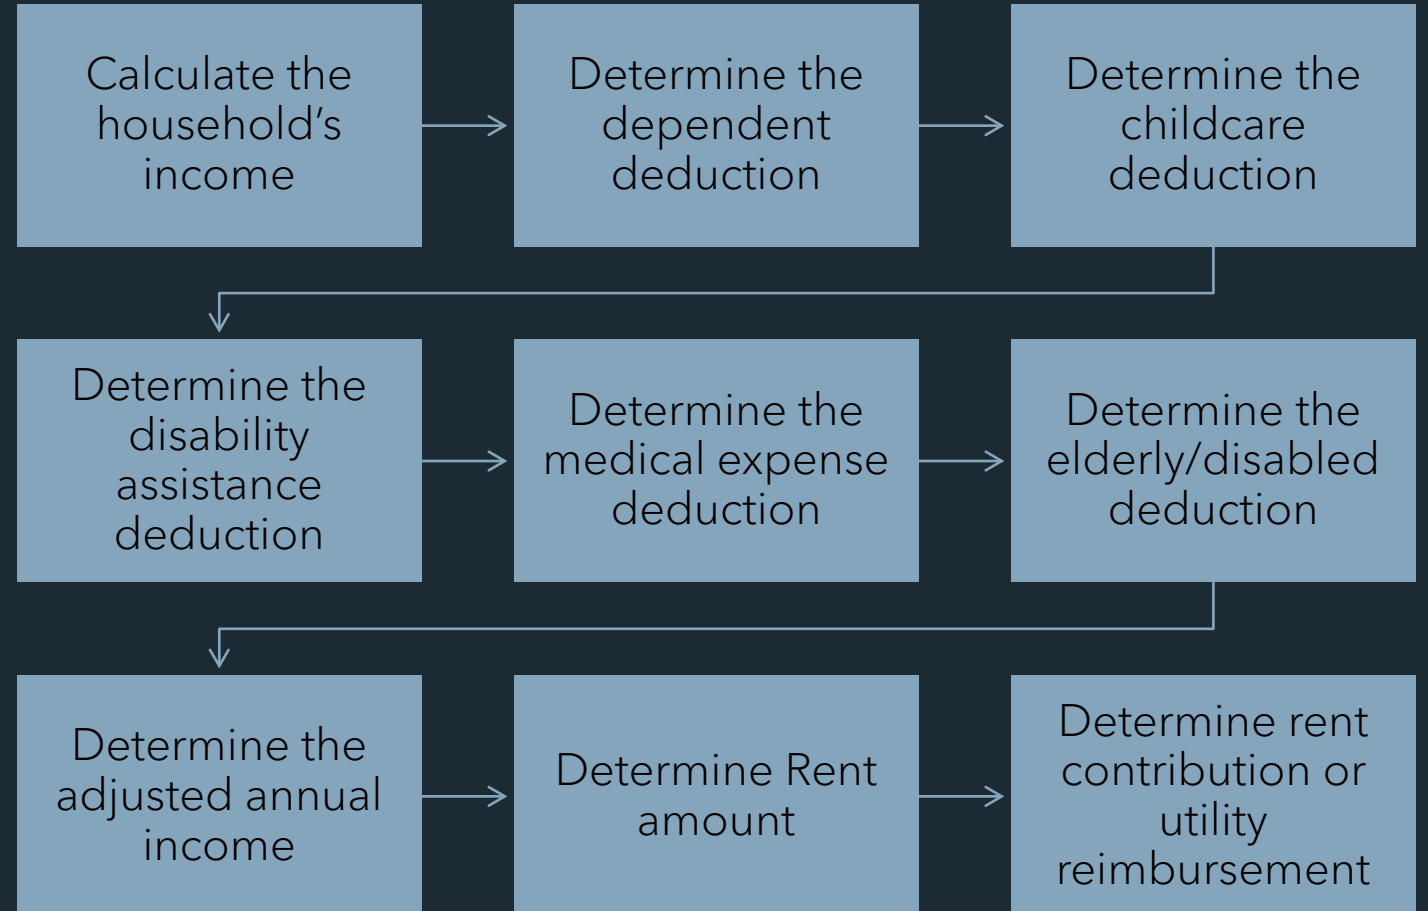 Calculate the
household’s
income
Determine the
dependent
deduction
Determine the
childcare
deduction
Determine the
disability
assistance
deduction
Determine the
medical expense
deduction
Determine the
elderly/disabled
deduction
Determine the
adjusted annual
income
Determine Rent
amount
Determine rent
contribution or
utility
reimbursement